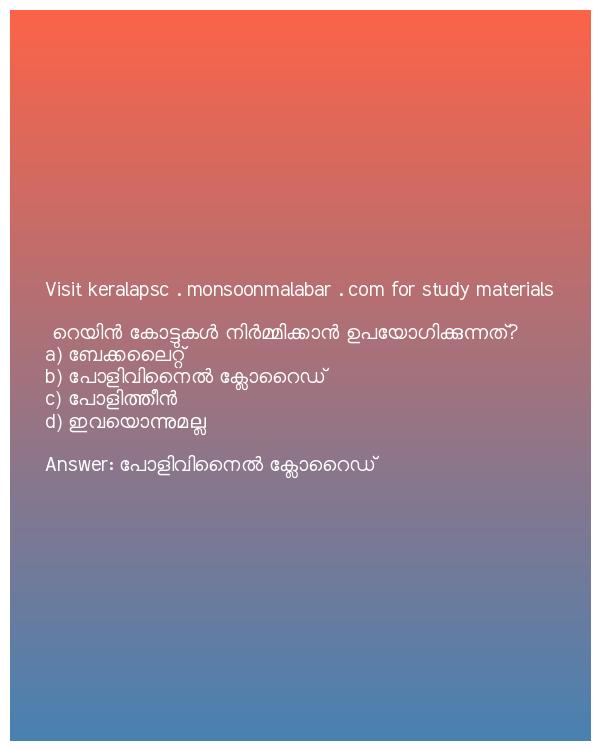 Visit keralapsc . monsoonmalabar . com for study materials
റെയിൻ കോട്ടുകൾ നിർമ്മിക്കാൻ ഉപയോഗിക്കുന്നത്?
a) ബേക്കലൈറ്റ്
b) പോളിവിനൈൽ ക്ലോറൈഡ്
c) പോളിത്തീൻ
d) ഇവയൊന്നുമല്ല
Answer: പോളിവിനൈൽ ക്ലോറൈഡ്